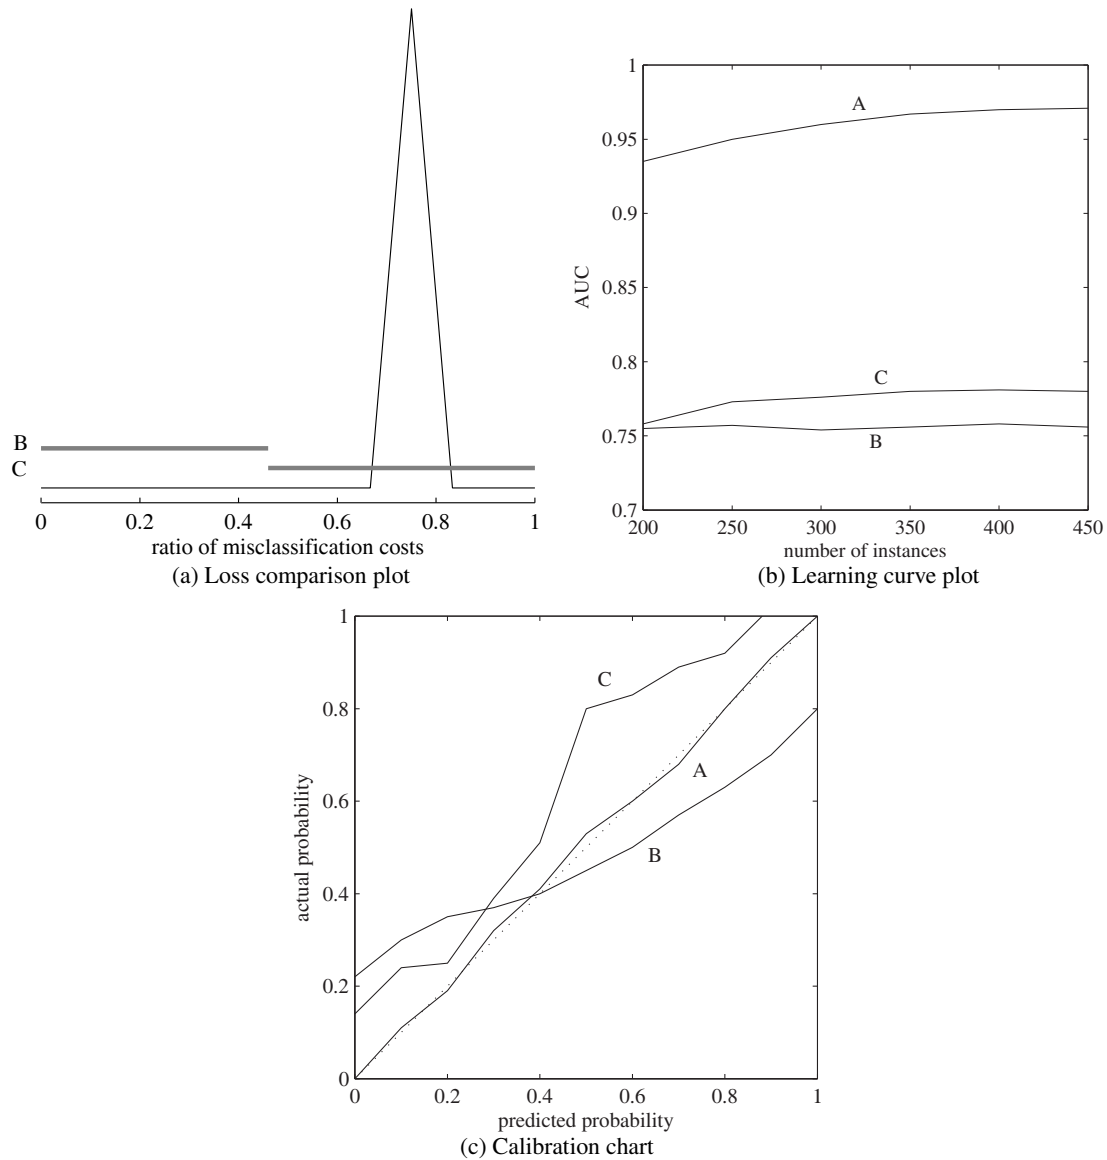 B
C
0
0.2
0.4
0.6
0.8
1
ratio of misclassification costs
(a) Loss comparison plot
1
0.95
0.9
0.85
0.8
0.75
0.7
AUC
A
C
B
200
250
300
350
400
450
number of instances
(b) Learning curve plot
1
0.8
0.6
0.4
0.2
0
actual probability
C
A
B
0
0.2
0.4
0.6
0.8
1
predicted probability
(c) Calibration chart